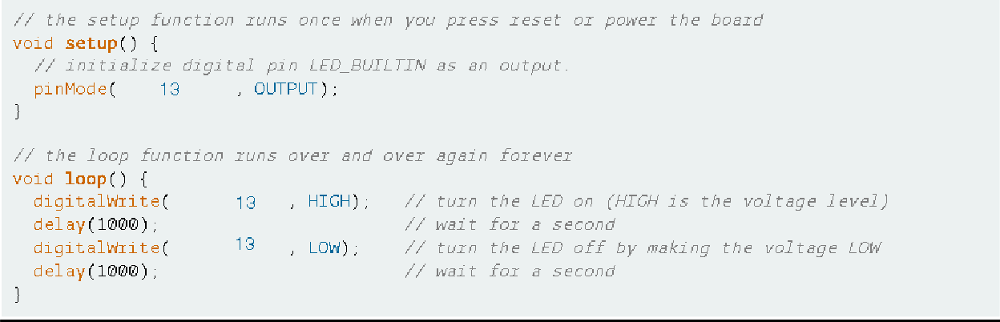 // the setup function runs once when you press reset or power the board
void setup() {
  // initialize digital pin LED_BUILTIN as an output.
  pinMode(    13      , OUTPUT);
}

// the loop function runs over and over again forever
void loop() {
  digitalWrite(      13   , HIGH);   // turn the LED on (HIGH is the voltage level)
  delay(1000);                       // wait for a second
  digitalWrite(      13   , LOW);    // turn the LED off by making the voltage LOW
  delay(1000);                       // wait for a second
}